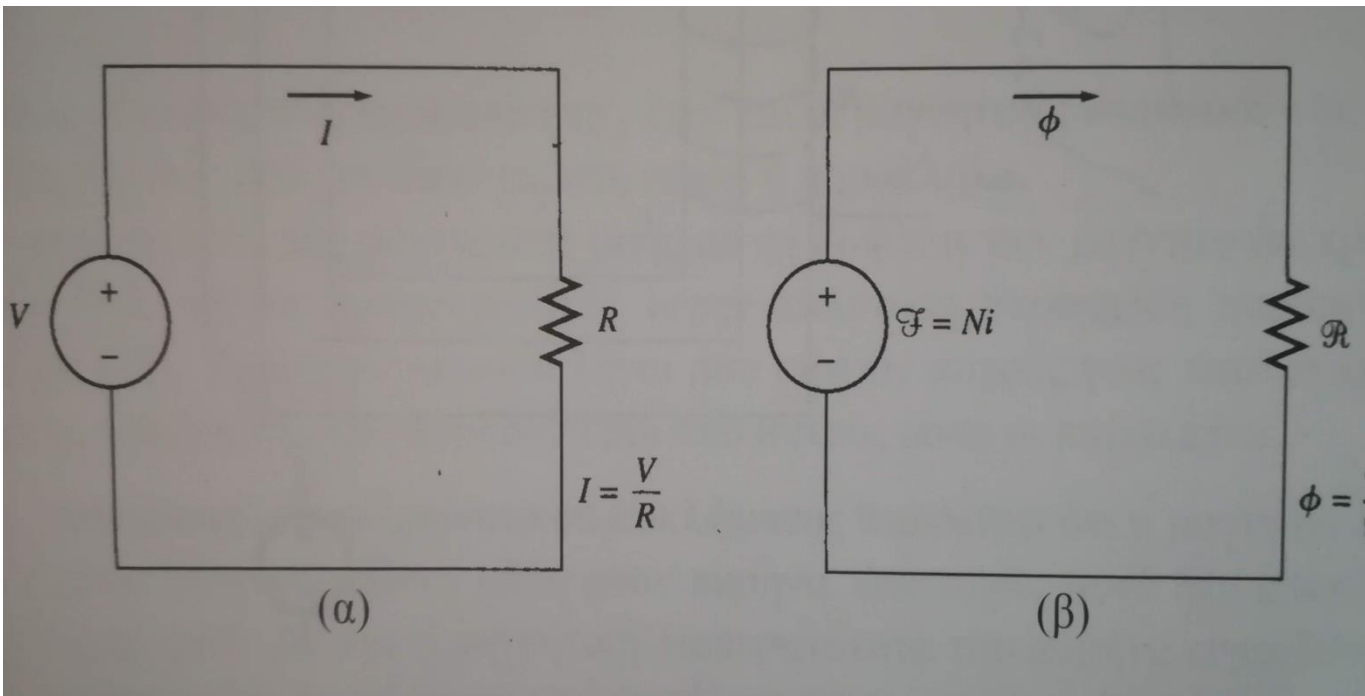 I
V
+
−
R
I = V/R
(α)
ϕ
+
−
ℱ = Ni
ℛ
ϕ =
(β)